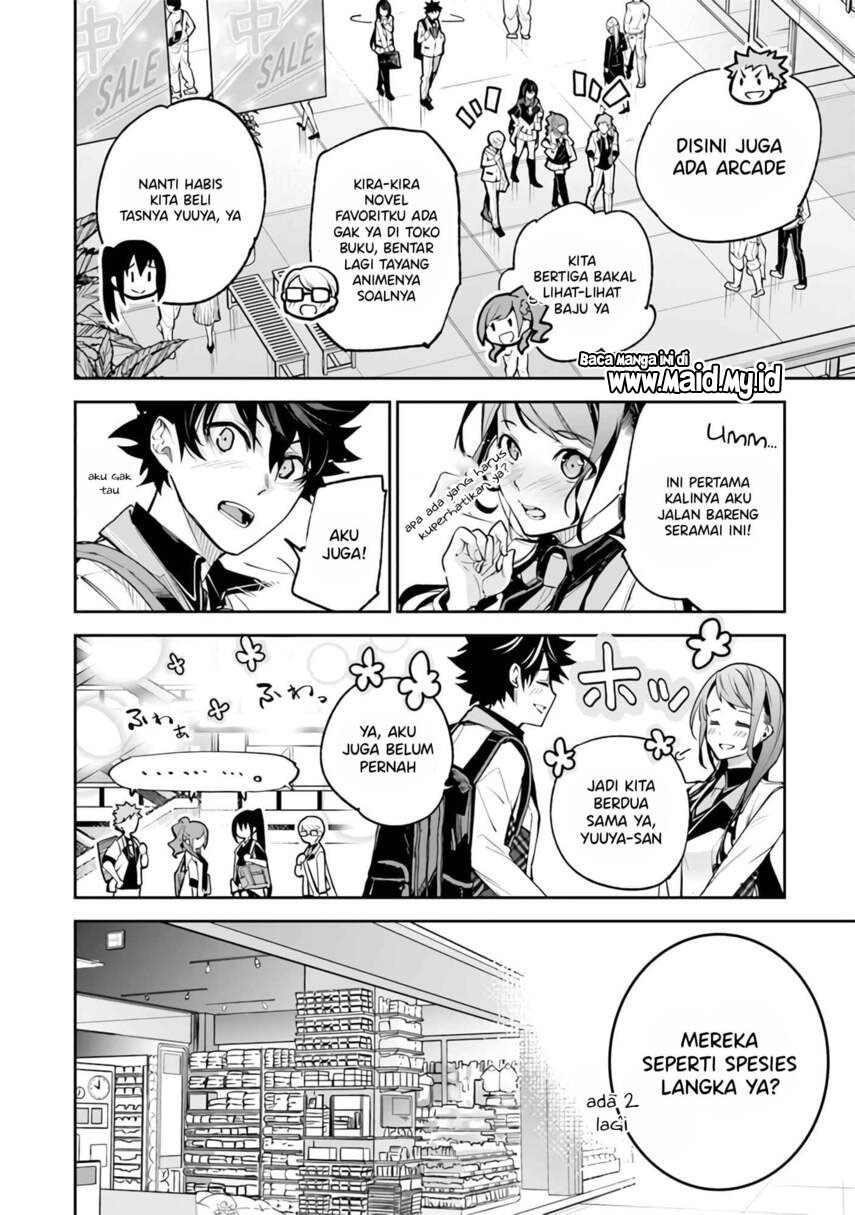 中
SALE
中
SALE
DISINI JUGA
ADA ARCADE
KITA
BERTIGA BAKAL
LIHAT-LIHAT
BAJU YA
KIRA-KIRA
NOVEL
FAVORITKU ADA
GAK YA DI TOKO
BUKU, BENTAR
LAGI TAYANG
ANIMENYA
SOALNYA
NANTI HABIS
KITA BELI
TASNYA YUUYA, YA
Baca Manga ini di
www.Maid.My.id
umm...
INI PERTAMA
KALINYA AKU
JALAN BARENG
SERAMAI INI!
apa ada yang harus
kuperhatikan ya?
AKU
JUGA!
aku Gak
tau
ホッ
JADI KITA
BERDUA
SAMA YA,
YUUYA-SAN
YA, AKU
JUGA BELUM
PERNAH
ふわっ
ふわぁ
........。
MEREKA
SEPERTI SPESIES
LANGKA YA?
ada 2
lagi